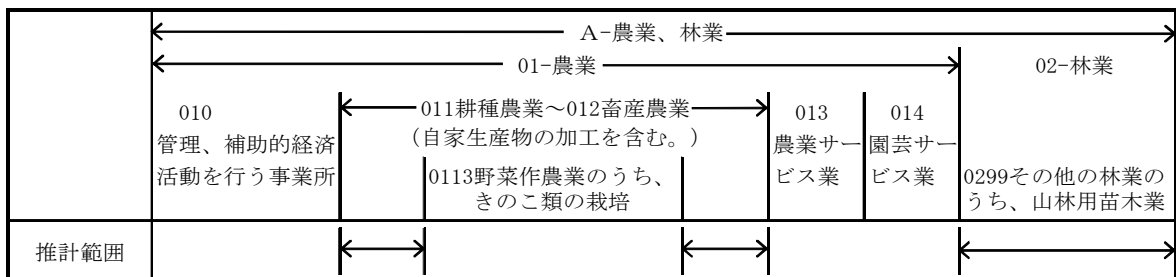 A-農業、林業
01-農業
02-林業
010
管理、補助的経済
活動を行う事業所
011耕種農業～012畜産農業
（自家生産物の加工を含む。）
0113野菜作農業のうち、
きのこ類の栽培
013
農業サー
ビス業
014
園芸サー
ビス業
0299その他の林業の
うち、山林用苗木業
推計範囲